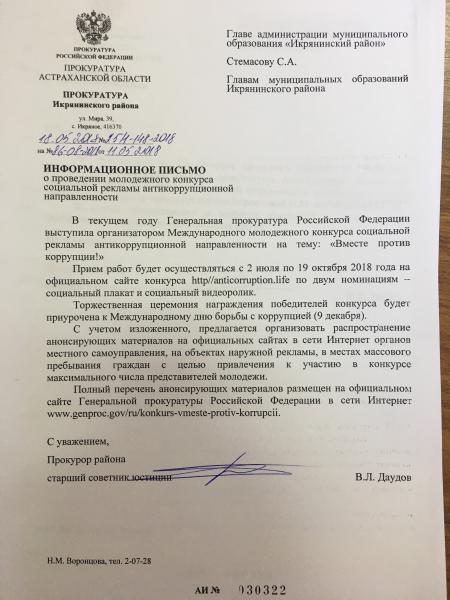 ПРОКУРАТУРА
РОССИЙСКОЙ ФЕДЕРАЦИИ
ПРОКУРАТУРА
АСТРАХАНСКОЙ ОБЛАСТИ
ПРОКУРАТУРА
Икрянинского района
ул. Мира, 39,
с. Икряное, 416370
18.05.2018 № 254-148-2018
на № 86-08-2018 от 11.05.2018
Главе администрации муниципального
образования «Икрянинский район»
Стемасову С.А.
Главам муниципальных образований
Икрянинского района
ИНФОРМАЦИОННОЕ ПИСЬМО
о проведении молодежного конкурса
социальной рекламы антикоррупционной
направленности
В текущем году Генеральная прокуратура Российской Федерации
выступила организатором Международного молодежного конкурса социальной
рекламы антикоррупционной направленности на тему: «Вместе против
коррупции!»
Прием работ будет осуществляться с 2 июля по 19 октября 2018 года на
официальном сайте конкурса http//anticorruption.life по двум номинациям –
социальный плакат и социальный видеоролик.
Торжественная церемония награждения победителей конкурса будет
приурочена к Международному дню борьбы с коррупцией (9 декабря).
С учетом изложенного, предлагается организовать распространение
анонсирующих материалов на официальных сайтах в сети Интернет органов
местного самоуправления, на объектах наружной рекламы, в местах массового
пребывания граждан с целью привлечения к участию в конкурсе
максимального числа представителей молодежи.
Полный перечень анонсирующих материалов размещен на официальном
сайте Генеральной прокуратуры Российской Федерации в сети Интернет
www.genproc.gov/ru/konkurs-vmeste-protiv-korrupcii.
С уважением,
Прокурор района
старший советник юстиции В.Л. Даудов
Н.М. Воронцова, тел. 2-07-28
АИ № 030322